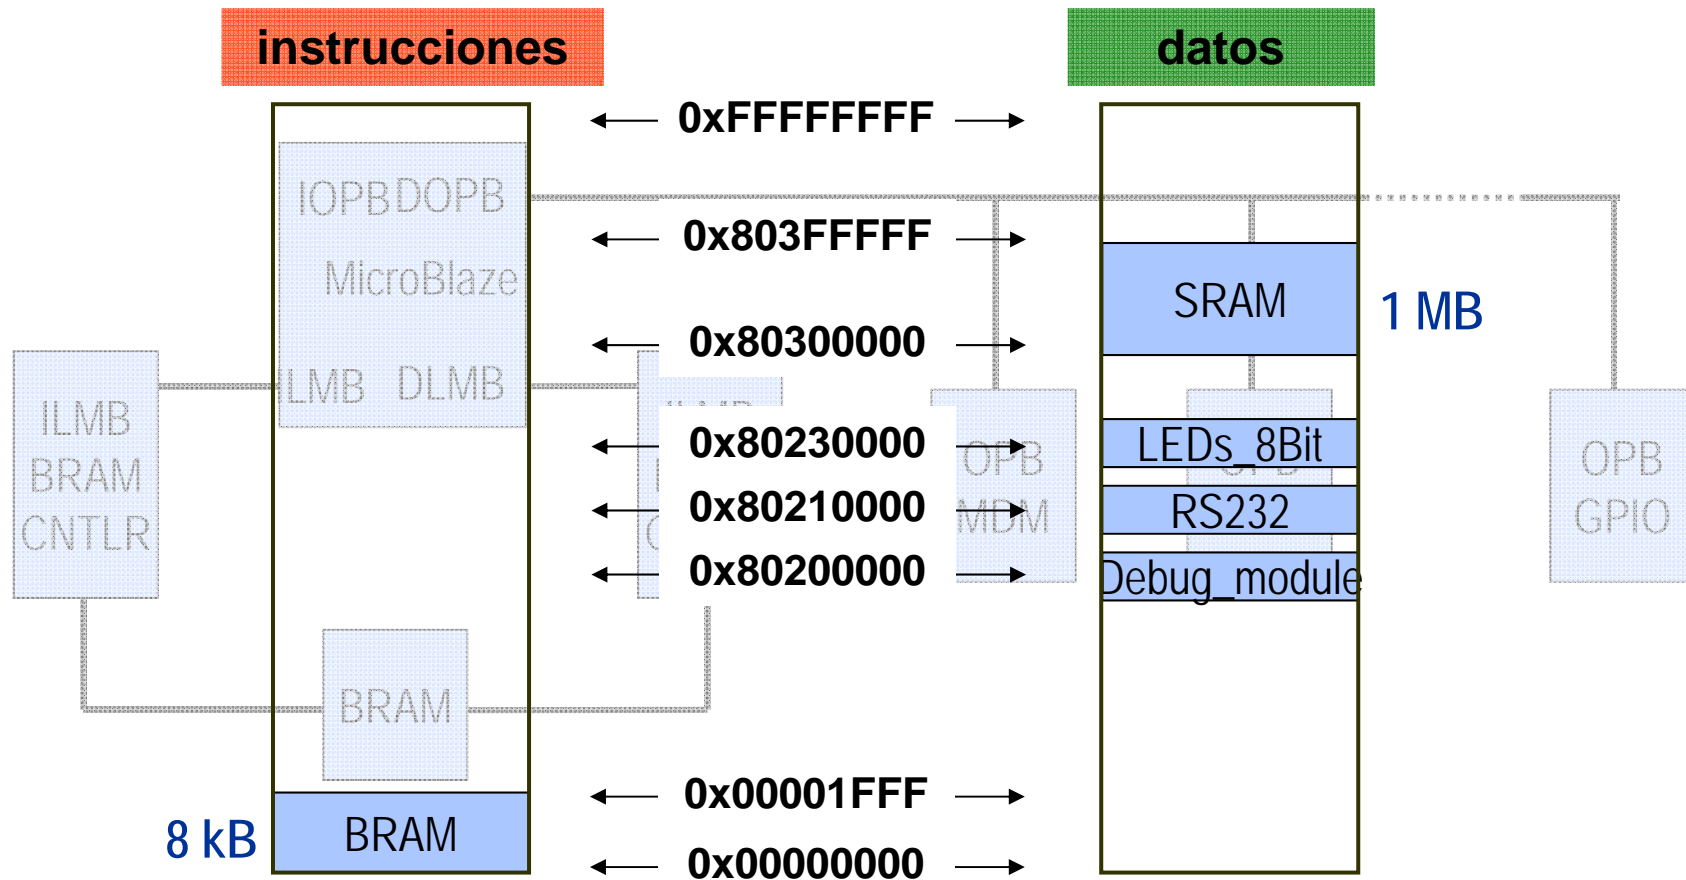 instrucciones
datos
0xFFFFFFFF
IOPB DOPB
0x803FFFFF
MicroBlaze
SRAM
1 MB
0x80300000
ILMB DLMB
ILMB
BRAM
CNTLR
0x80230000
LEDs_8Bit
OPB
MDM
OPB
GPIO
0x80210000
RS232
0x80200000
Debug_module
BRAM
0x00001FFF
8 kB
BRAM
0x00000000